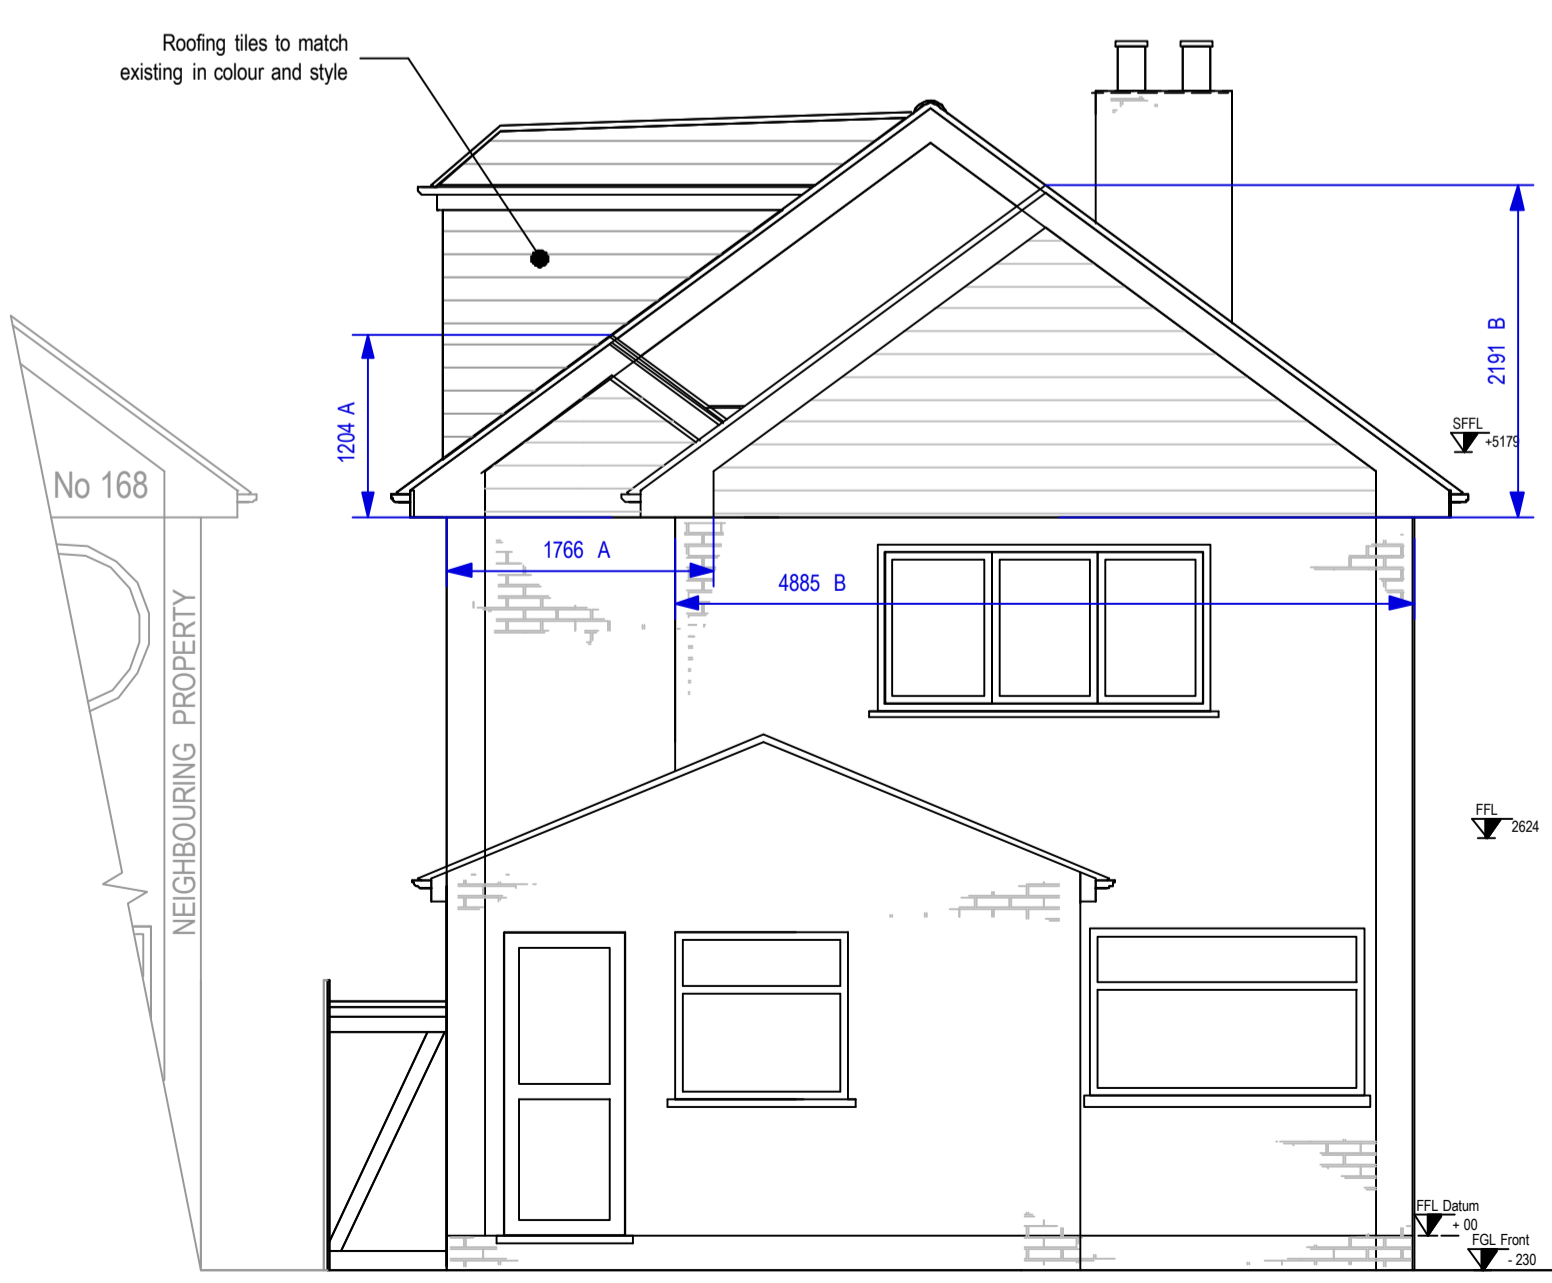 Roofing tiles to match
existing in colour and style
2191 B
1204 A
SFFL
+5179
No 168
1766 A
4885 B
NEIGHBOURING PROPERTY
FFL
2624
FFL Datum
+ 00
FGL Front
- 230